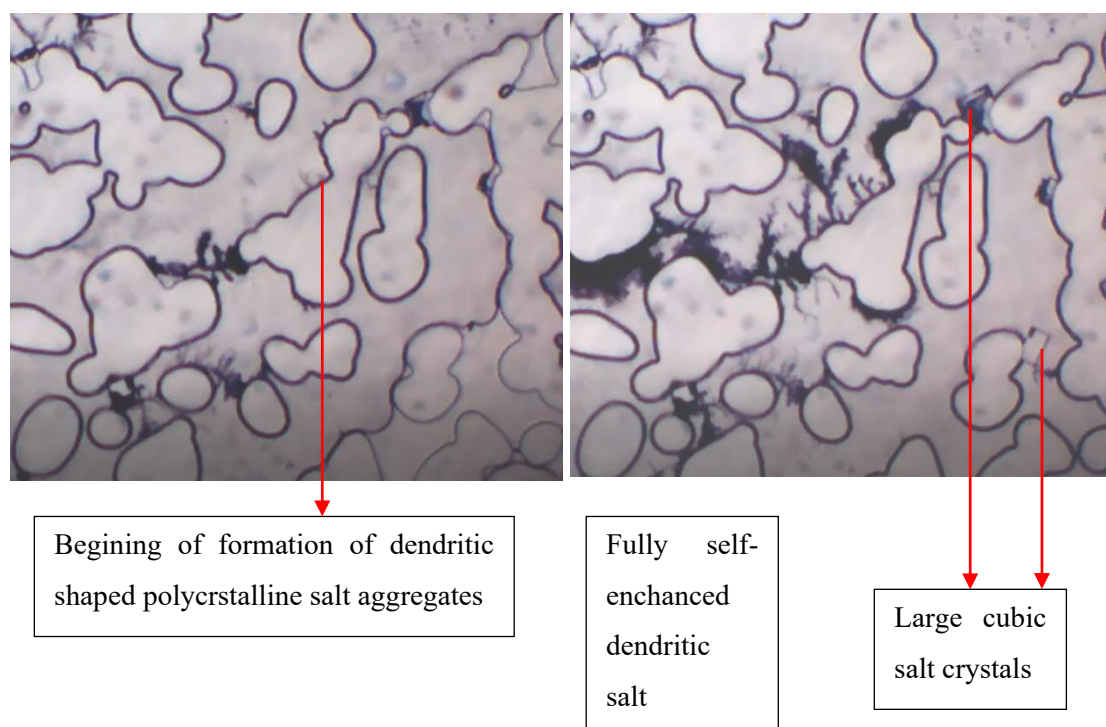 Begining of formation of dendritic
shaped polycrstalline salt aggregates
Fully self-
enchanced
dendritic
salt
Large cubic
salt crystals